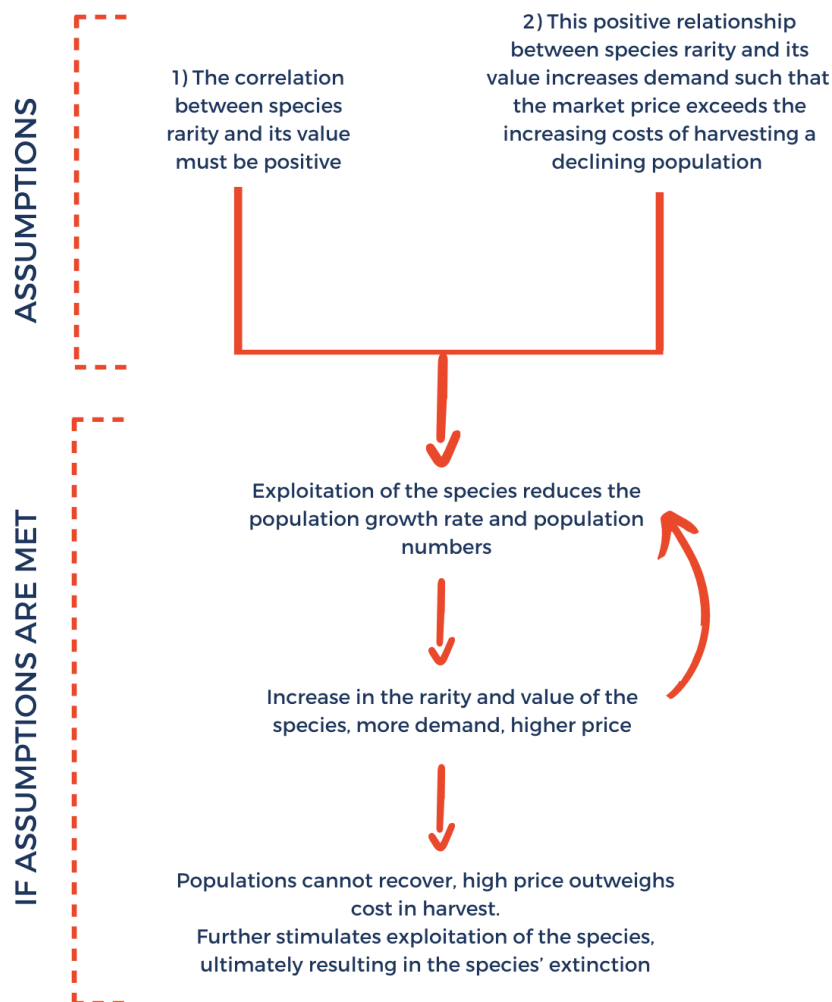 ASSUMPTIONS
1) The correlation
between species
rarity and its value
must be positive
2) This positive relationship
between species rarity and its
value increases demand such that
the market price exceeds the
increasing costs of harvesting a
declining population
IF ASSUMPTIONS ARE MET
Exploitation of the species reduces the
population growth rate and population
numbers
Increase in the rarity and value of the
species, more demand, higher price
Populations cannot recover, high price outweighs
cost in harvest.
Further stimulates exploitation of the species,
ultimately resulting in the species’ extinction